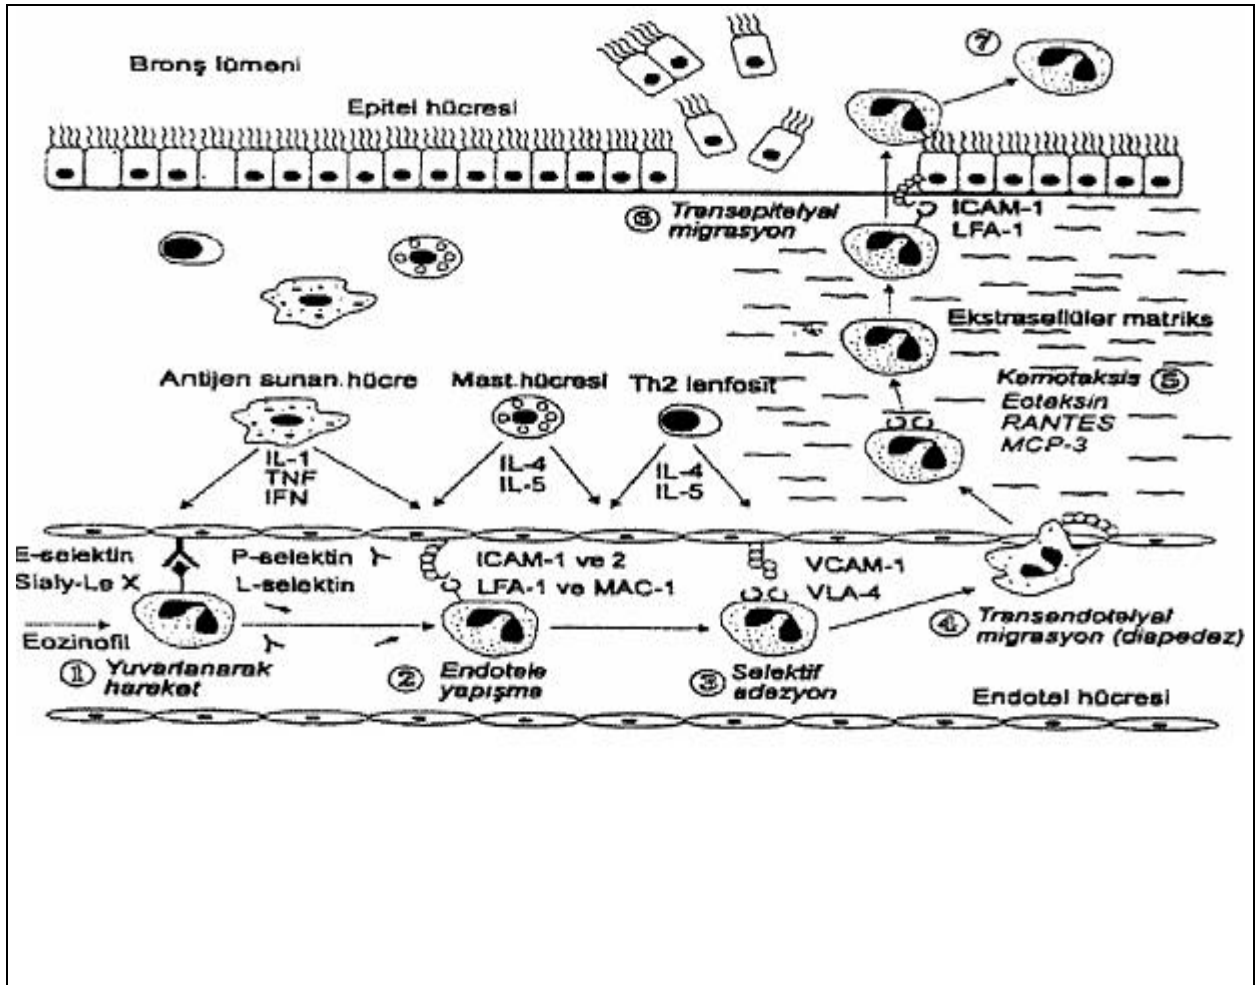 Bronş lümeni
Epitel hücresi
⑦
⑥ Transepitelyal
migrasyon
ICAM-1
LFA-1
Ekstrasellüler matriks
Antijen sunan hücre
Mast hücresi
Th2 lenfosit
Kemotaksis ⑤
Eotaksin
RANTES
MCP-3
IL-1
TNF
IFN
IL-4
IL-5
IL-4
IL-5
E-selektin
Sialy-Le X
P-selektin
L-selektin
ICAM-1 ve 2
LFA-1 ve MAC-1
VCAM-1
VLA-4
Eozinofil
① Yuvarlanarak
hareket
② Endotele
yapışma
③ Selektif
adezyon
④ Transendotelyal
migrasyon (diapedez)
Endotel hücresi